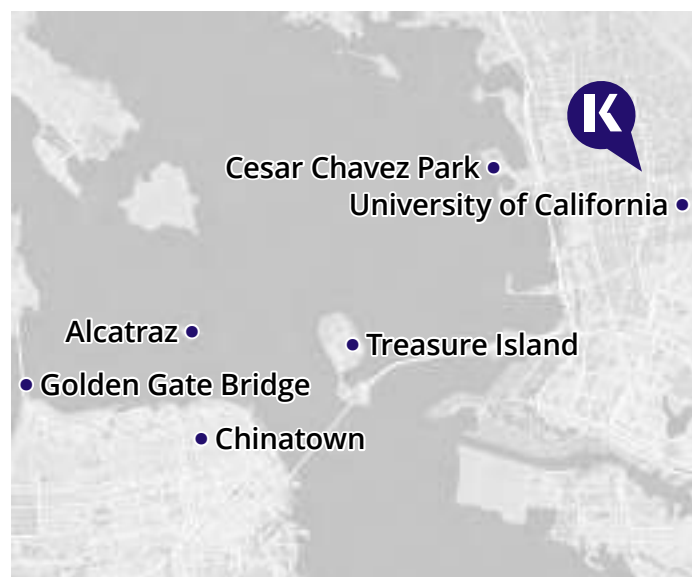 K
Cesar Chavez Park
University of California
Alcatraz
Treasure Island
Golden Gate Bridge
Chinatown